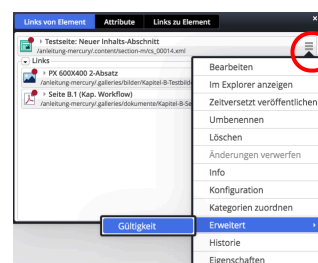 Links von Element Attribute Links zu Element
Testseite: Neuer Inhalts-Abschnitt
/anleitung-mercury/.content/section-m/cs_00014.xml
Links
PX 600X400 2-Absatz
/anleitung-mercury/.galleries/bilder/Kapitel-8-Testbild
Seite B.1 (Kap. Workflow)
/anleitung-mercury/.galleries/dokumente/Kapitel-8-Se
Bearbeiten
Im Explorer anzeigen
Zeitversetzt veröffentlichen
Umbenennen
Löschen
Änderungen verwerfen
Info
Konfiguration
Kategorien zuordnen
Erweitert
Gültigkeit
Historie
Eigenschaften